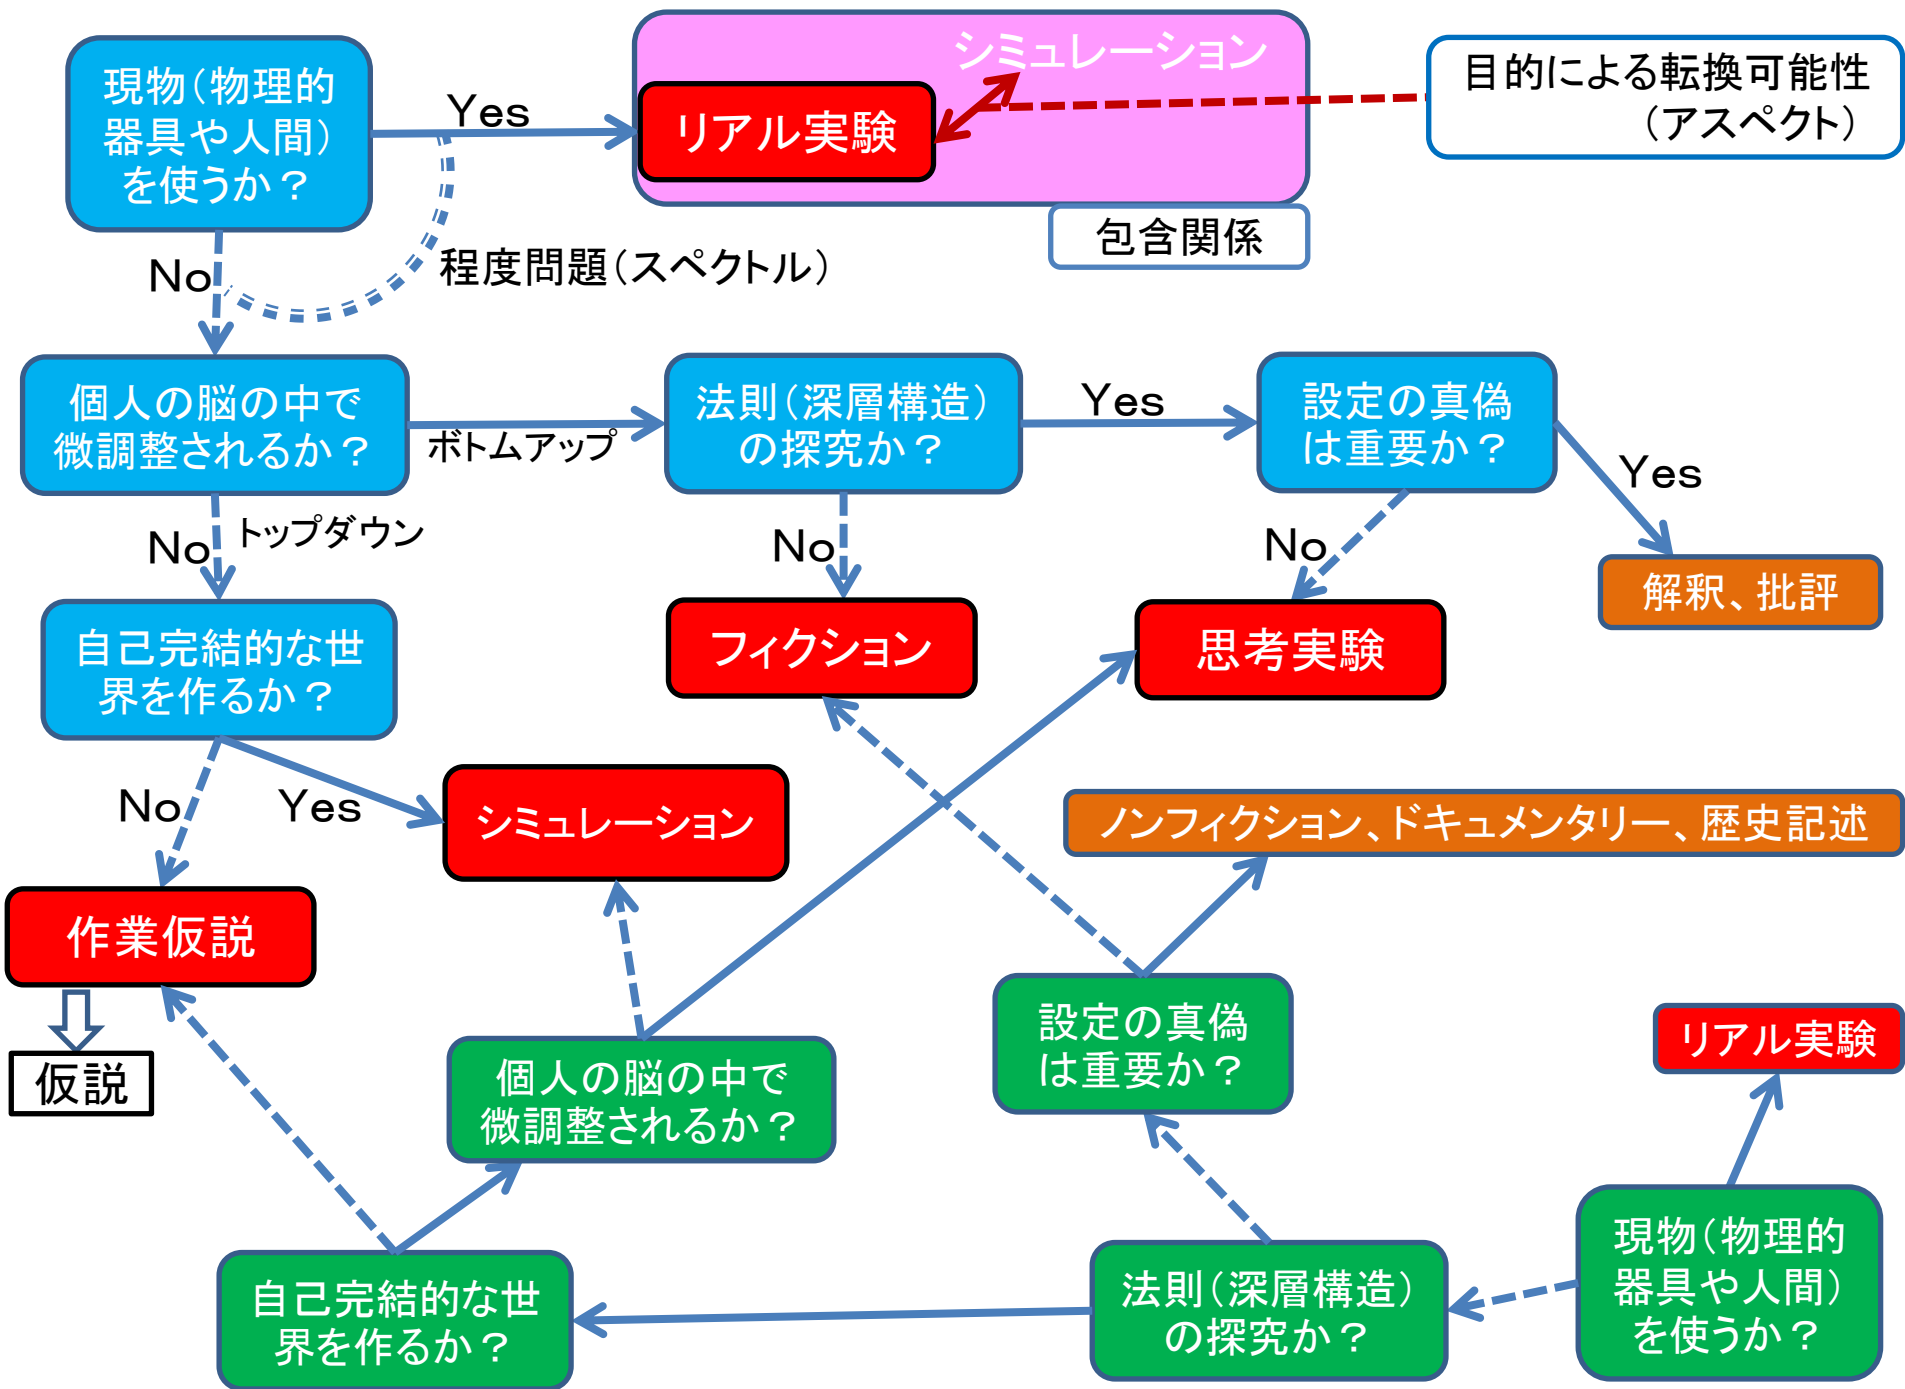 現物（物理的
器具や人間）
を使うか？
Yes
シミュレーション
リアル実験
目的による転換可能性
（アスペクト）
包含関係
No
程度問題（スペクトル）
個人の脳の中で
微調整されるか？
ボトムアップ
法則（深層構造）
の探究か？
Yes
設定の真偽
は重要か？
Yes
No
トップダウン
No
No
解釈、批評
自己完結的な世
界を作るか？
フィクション
思考実験
No
Yes
シミュレーション
ノンフィクション、ドキュメンタリー、歴史記述
作業仮説
仮説
個人の脳の中で
微調整されるか？
設定の真偽
は重要か？
リアル実験
自己完結的な世
界を作るか？
法則（深層構造）
の探究か？
現物（物理的
器具や人間）
を使うか？